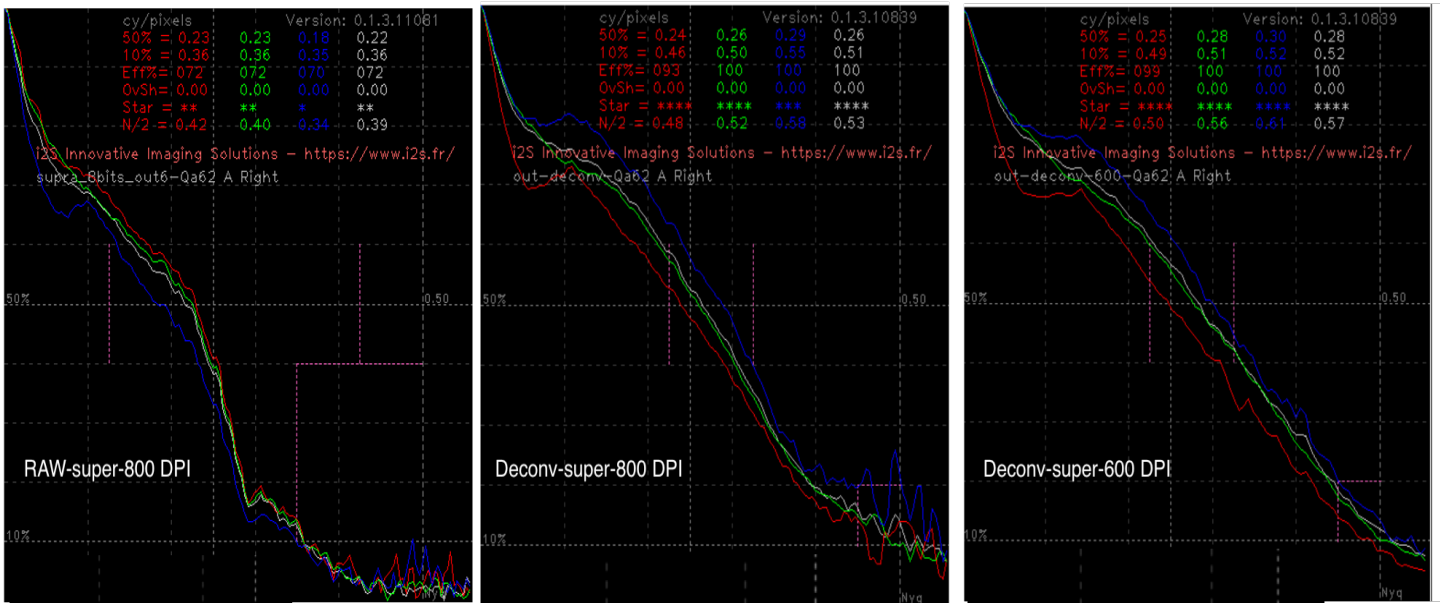 cy/pixels Version: 0.1.3.11081
50% = 0.23 0.23 0.18 0.22
10% = 0.36 0.36 0.35 0.36
Eff%= 072 072 070 072
OvSh= 0.00 0.00 0.00 0.00
Star = ** ** * **
N/2 = 0.42 0.40 0.34 0.39
i2S Innovative Imaging Solutions – https://www.i2s.fr/
supra_8bits_out6-Qa62 A Right
50% 0.50
RAW-super-800 DPI
10%
Nyq
cy/pixels Version: 0.1.3.10839
50% = 0.24 0.26 0.29 0.26
10% = 0.46 0.50 0.55 0.51
Eff%= 093 100 100 100
OvSh= 0.00 0.00 0.00 0.00
Star = **** **** *** ****
N/2 = 0.48 0.52 0.58 0.53
i2S Innovative Imaging Solutions – https://www.i2s.fr/
out-deconv-Qa62 A Right
50% 0.50
Deconv-super-800 DPI
10%
Nyq
cy/pixels Version: 0.1.3.10839
50% = 0.25 0.28 0.30 0.28
10% = 0.49 0.51 0.52 0.52
Eff%= 099 100 100 100
OvSh= 0.00 0.00 0.00 0.00
Star = **** **** **** ****
N/2 = 0.50 0.56 0.61 0.57
i2S Innovative Imaging Solutions – https://www.i2s.fr/
out-deconv-600-Qa62 A Right
50% 0.50
Deconv-super-600 DPI
10%
Nyq